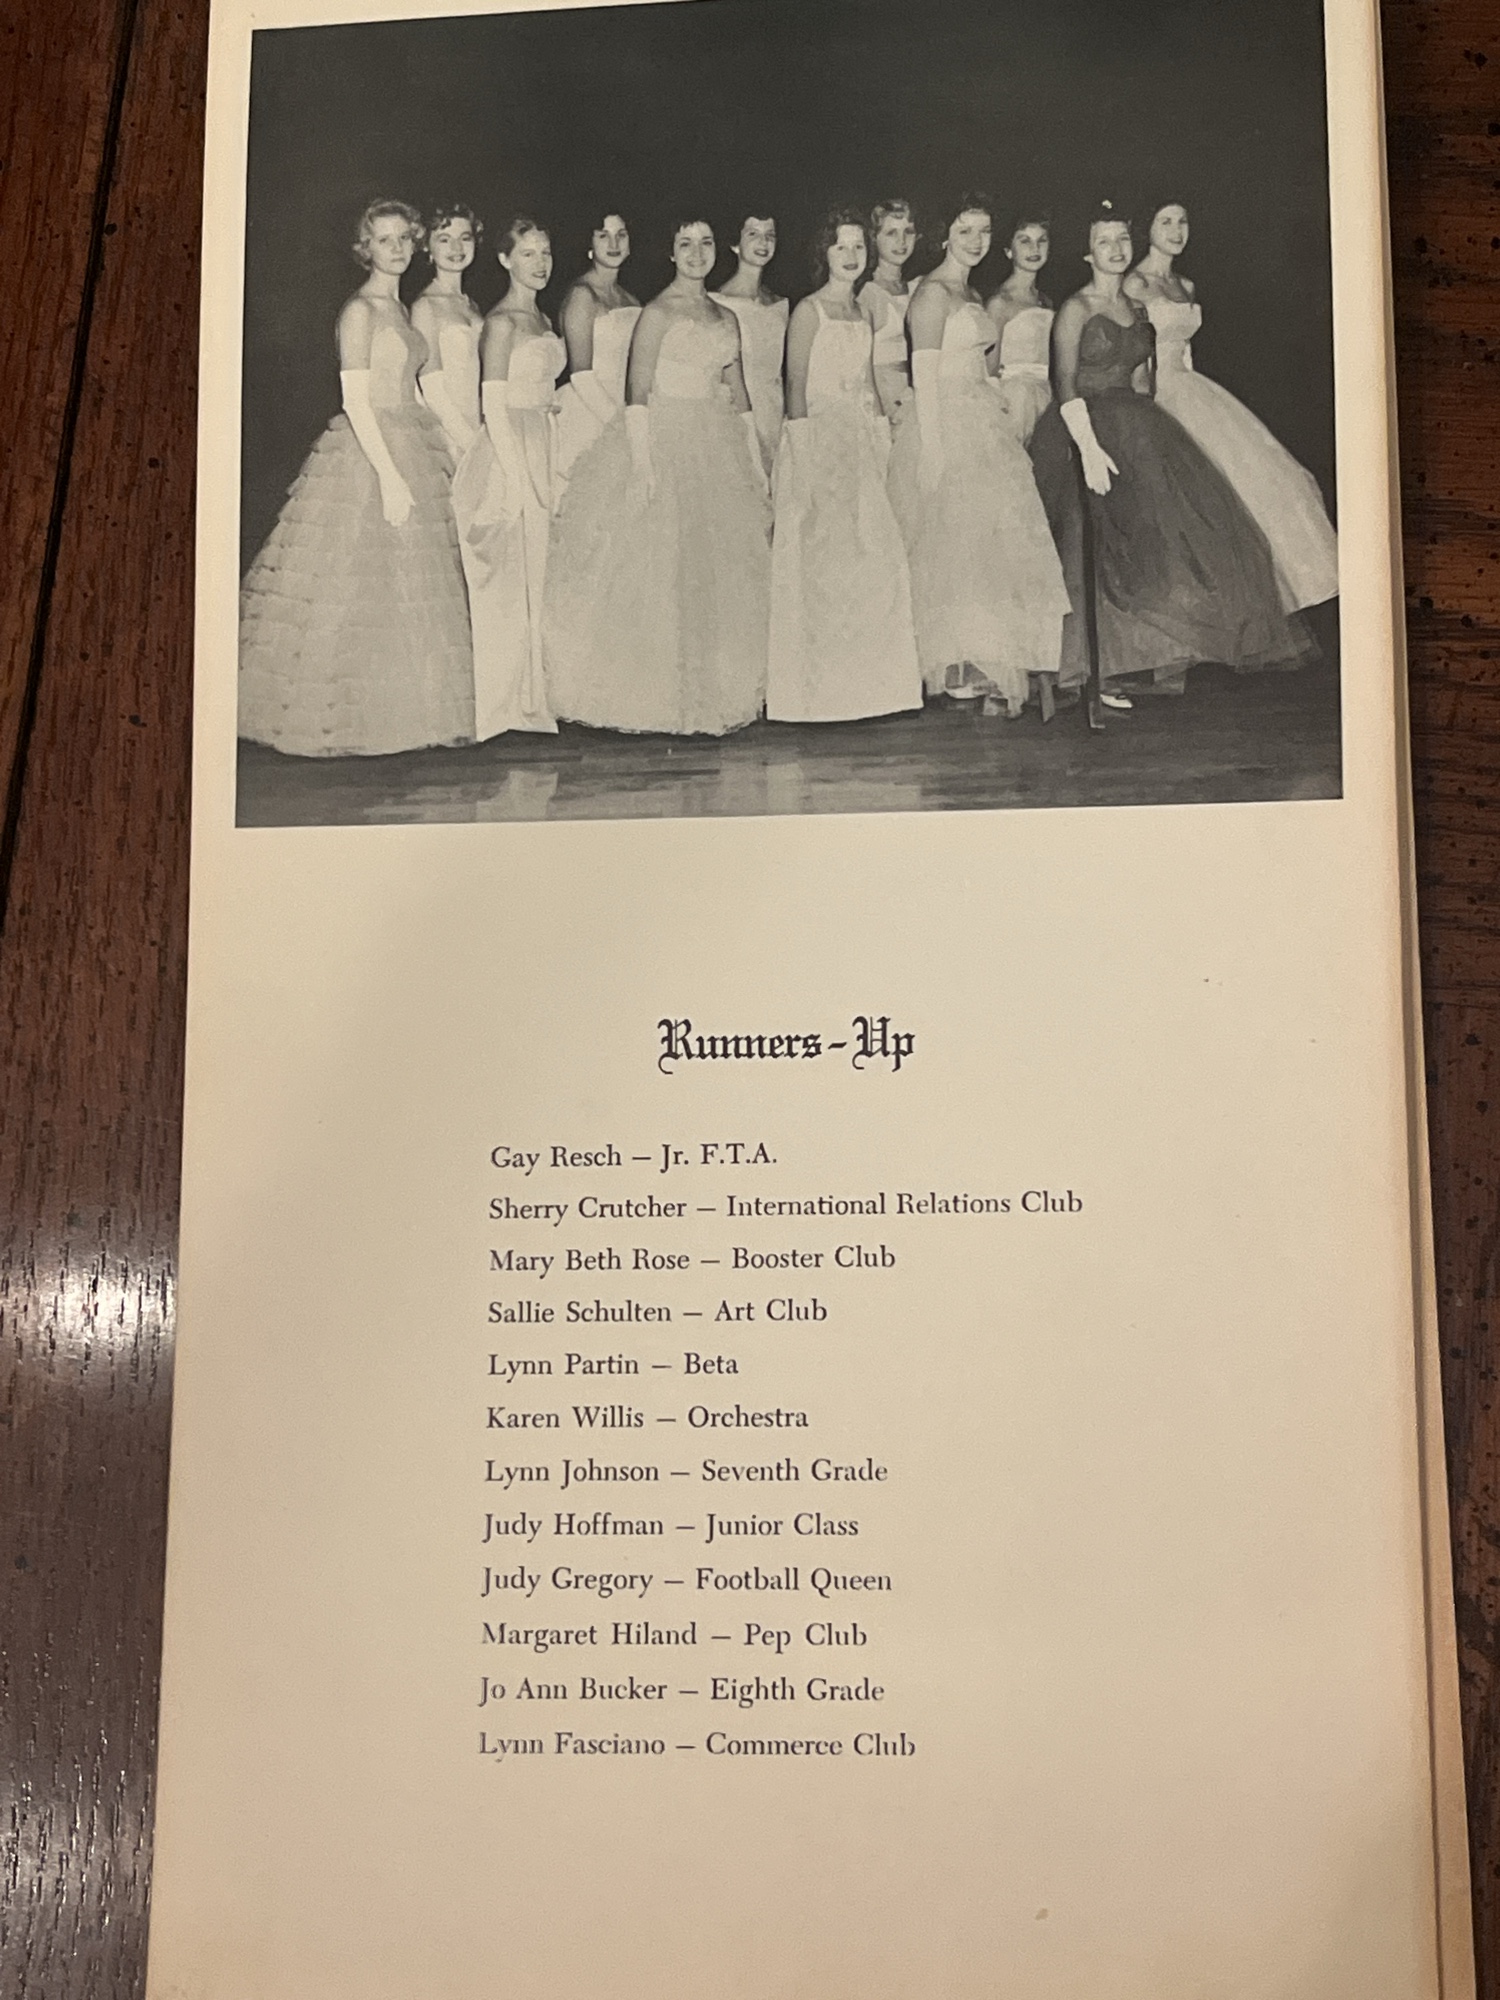 Runners-Up
Gay Resch — Jr. F.T.A.
Sherry Crutcher — International Relations Club
Mary Beth Rose — Booster Club
Sallie Schulten — Art Club
Lynn Partin — Beta
Karen Willis — Orchestra
Lynn Johnson — Seventh Grade
Judy Hoffman — Junior Class
Judy Gregory — Football Queen
Margaret Hiland — Pep Club
Jo Ann Bucker — Eighth Grade
Lynn Fasciano — Commerce Club